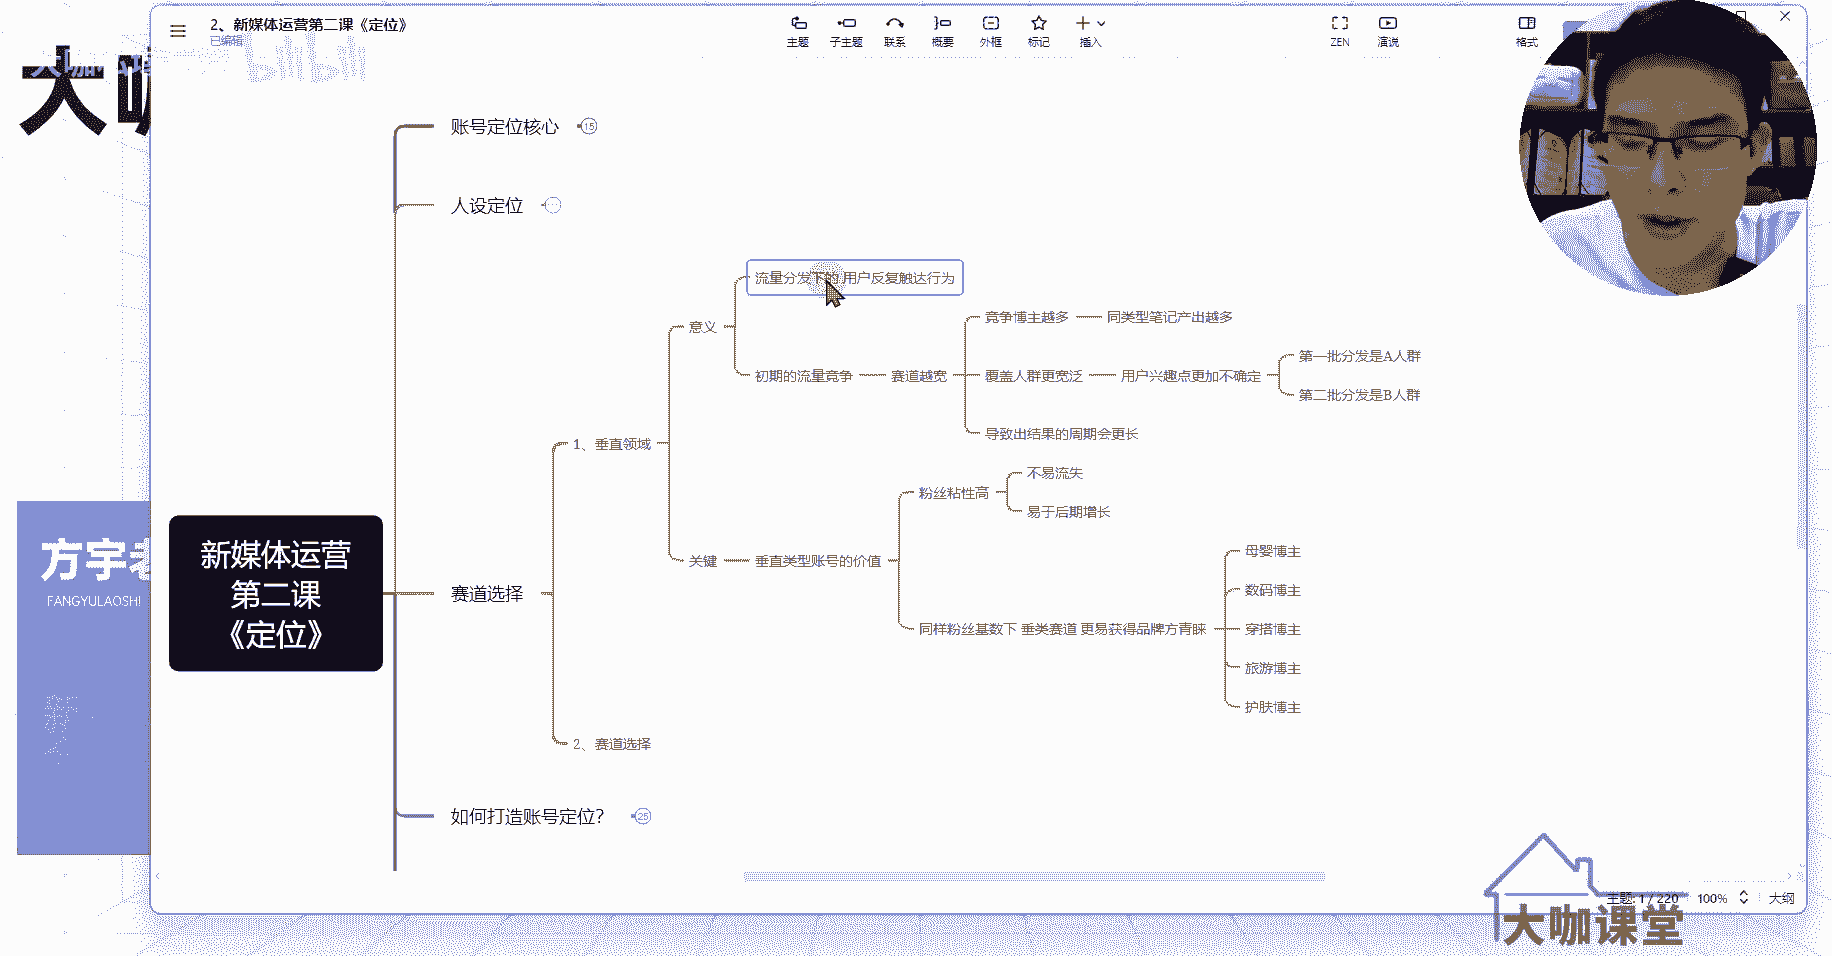 2、新媒体运营第二课《定位》
已编辑
主题
子主题
联系
概要
外框
标记
插入
ZEN
演说
格式
bilibili
大咖
账号定位核心
15
人设定位
流量分发下的 用户反复触达行为
意义
竞争博主越多
同类型笔记产出越多
初期的流量竞争
赛道越宽
覆盖人群更宽泛
用户兴趣点更加不确定
第一批分发是A人群
第二批分发是B人群
导致出结果的周期会更长
1、垂直领域
不易流失
粉丝粘性高
易于后期增长
关键
垂直类型账号的价值
母婴博主
数码博主
同样粉丝基数下 垂类赛道 更易获得品牌方青睐
穿搭博主
旅游博主
护肤博主
方宇老
FANGYULAOSHI
新媒体运营
第二课
《定位》
赛道选择
2、赛道选择
如何打造账号定位？
25
主题: 1 / 220
100%
大纲
大咖课堂